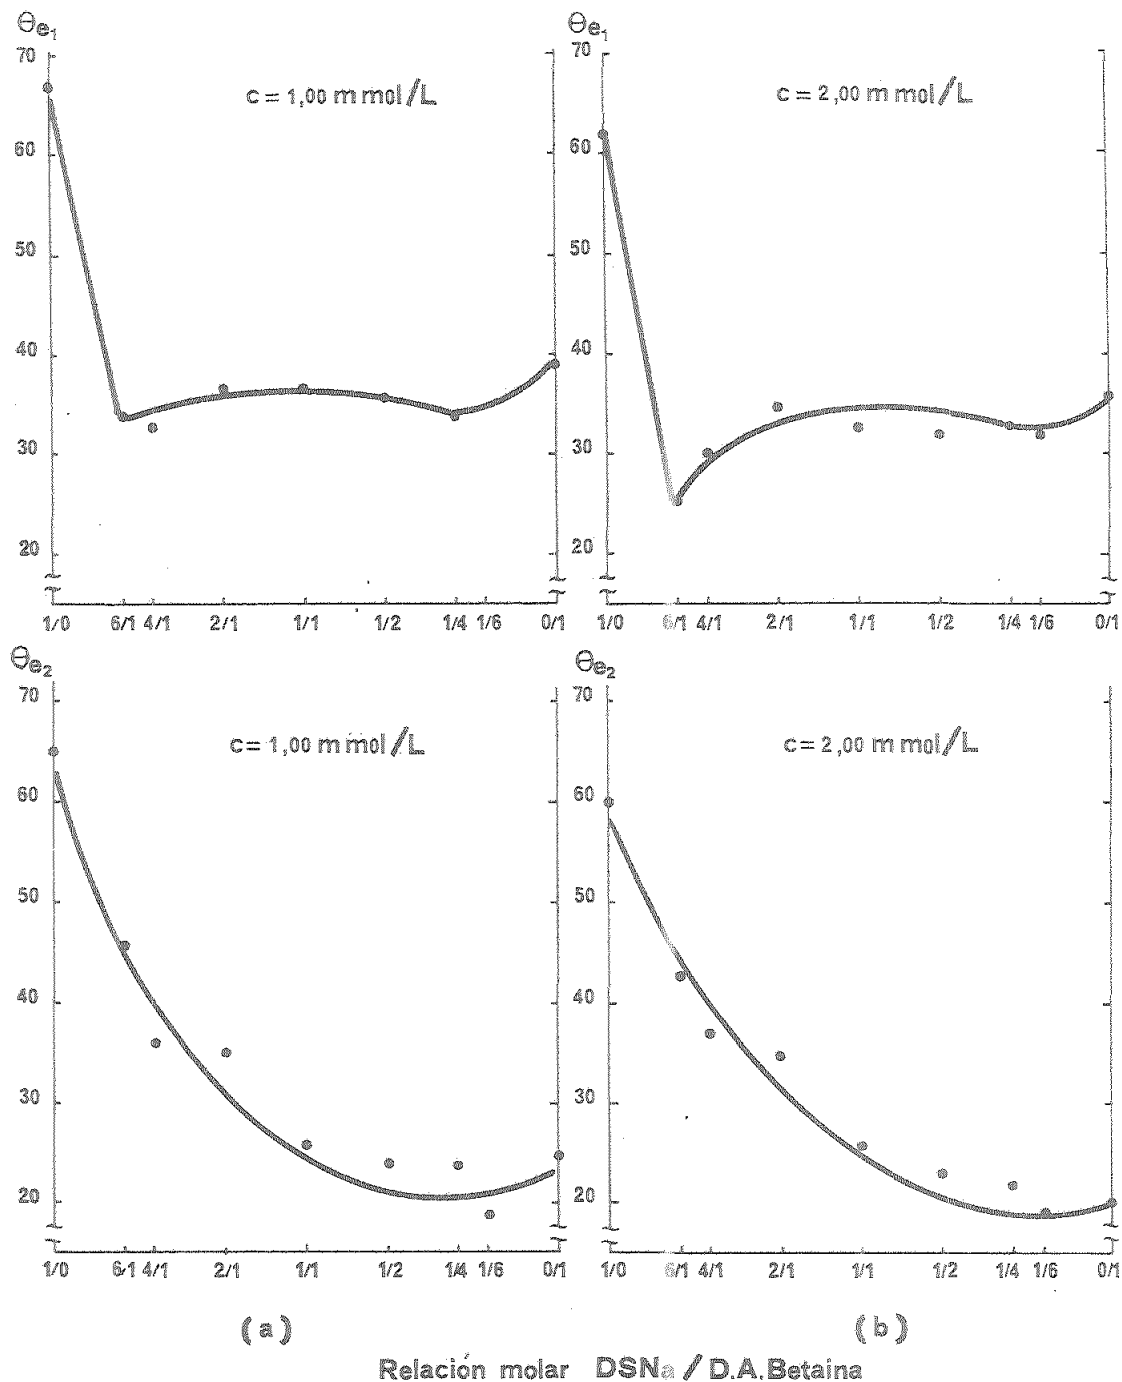 Θe1 Θe1
70 70
c = 1,00 m mol/L c = 2,00 m mol/L
60 60
50 50
40 40
30 30
20 20
1/0 6/1 4/1 2/1 1/1 1/2 1/4 1/6 0/1 1/0 6/1 4/1 2/1 1/1 1/2 1/4 1/6 0/1
Θe2 Θe2
70 70
c = 1,00 m mol/L c = 2,00 m mol/L
60 60
50 50
40 40
30 30
20 20
1/0 6/1 4/1 2/1 1/1 1/2 1/4 1/6 0/1 1/0 6/1 4/1 2/1 1/1 1/2 1/4 1/6 0/1
(a) (b)
Relación molar DSNa / D.A.Betaina